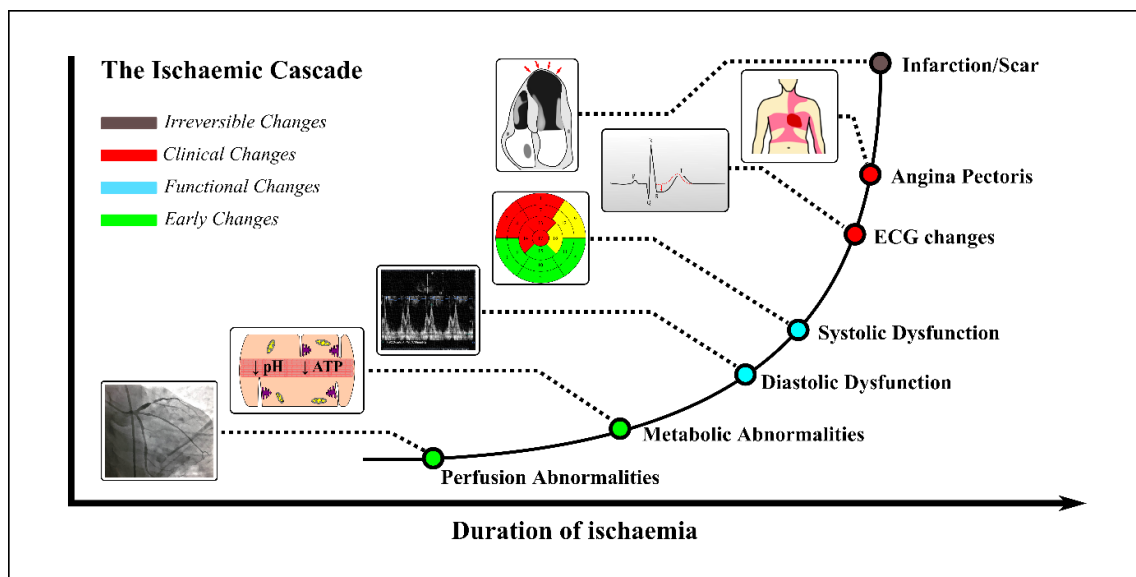 The Ischaemic Cascade
Irreversible Changes
Clinical Changes
Functional Changes
Early Changes
Infarction/Scar
Angina Pectoris
ECG changes
Systolic Dysfunction
Diastolic Dysfunction
↓ pH ↓ ATP
Metabolic Abnormalities
Perfusion Abnormalities
Duration of ischaemia